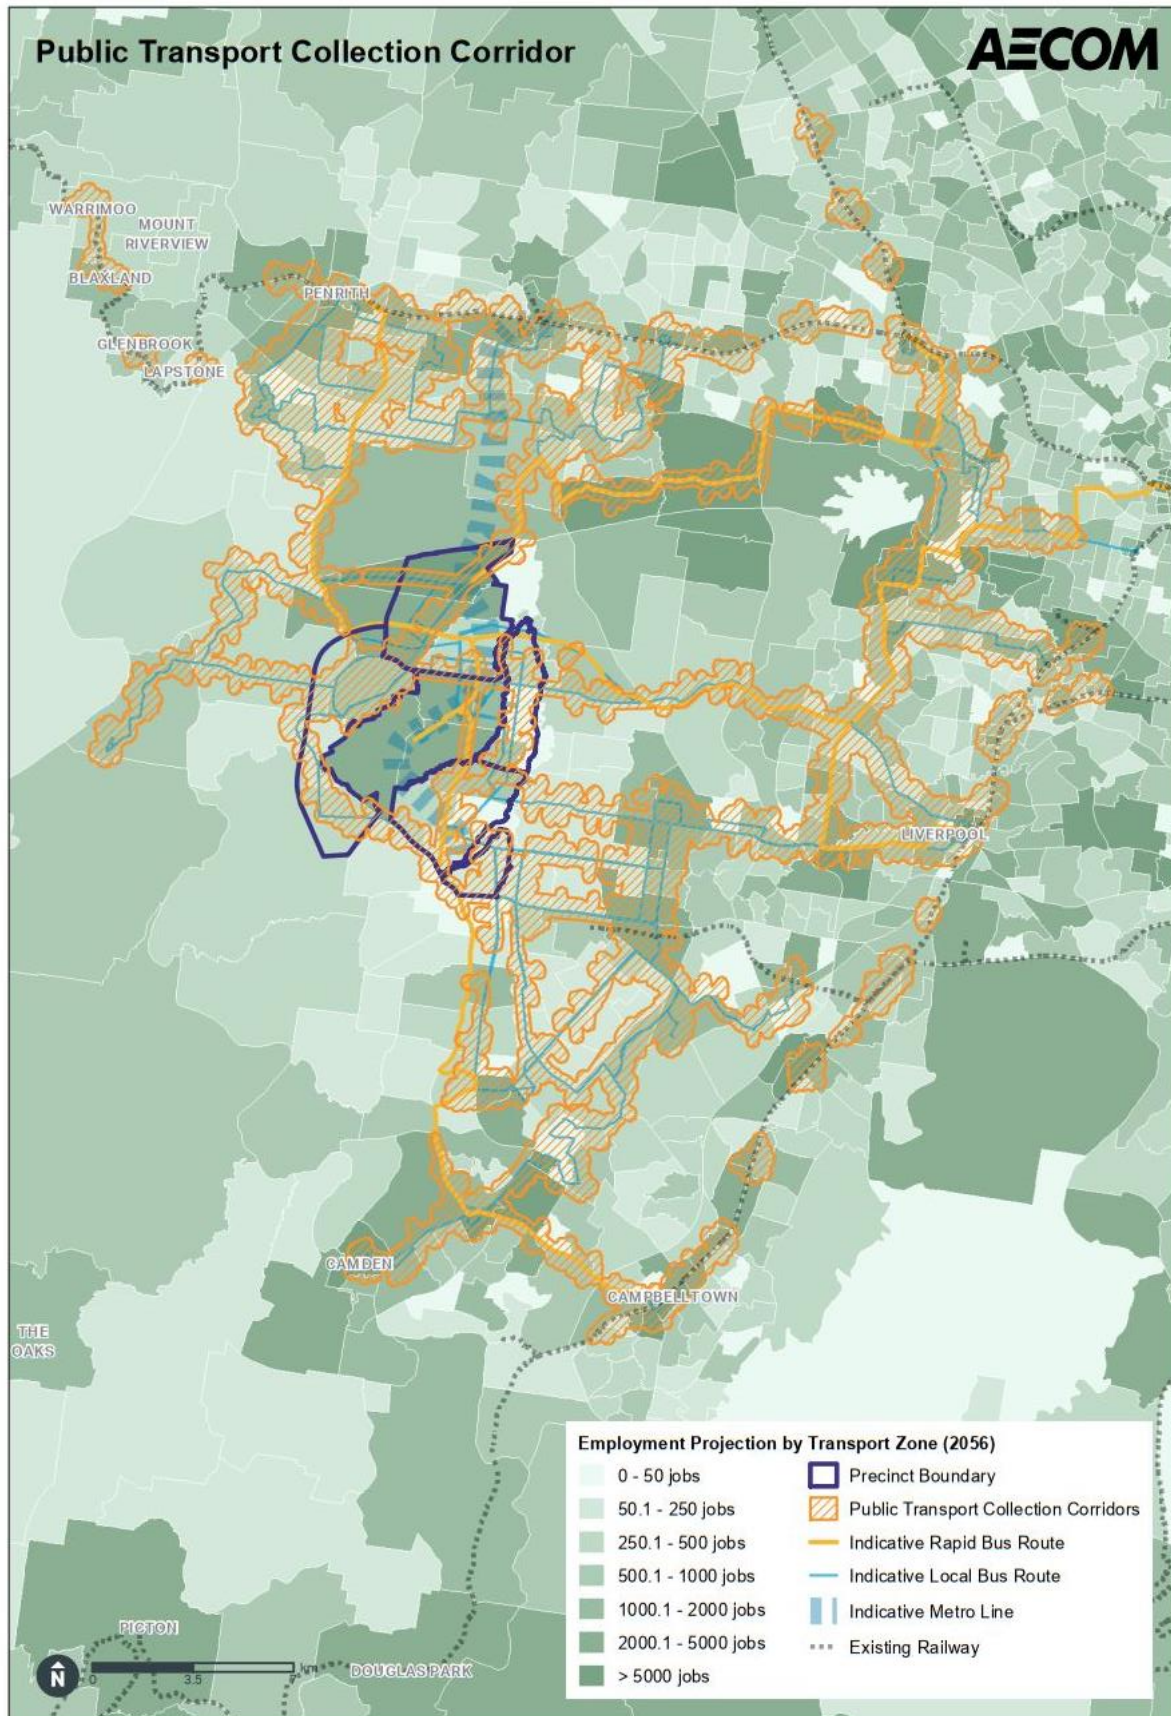 Public Transport Collection Corridor
AECOM
WARRIMOO
MOUNT
RIVERVIEW
BLAXLAND
PENRITH
GLENBROOK
LAPSTONE
LIVERPOOL
CAMDEN
CAMPBELLTOWN
THE
OAKS
PICTON
DOUGLAS PARK
N
km
0 3.5 7
Employment Projection by Transport Zone (2056)
0 - 50 jobs
50.1 - 250 jobs
250.1 - 500 jobs
500.1 - 1000 jobs
1000.1 - 2000 jobs
2000.1 - 5000 jobs
> 5000 jobs
Precinct Boundary
Public Transport Collection Corridors
Indicative Rapid Bus Route
Indicative Local Bus Route
Indicative Metro Line
Existing Railway